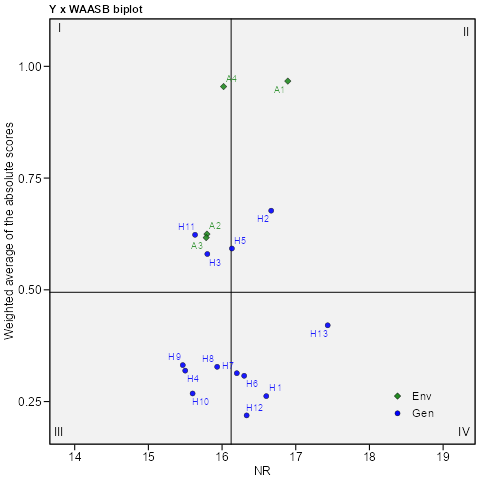 Y x WAASB biplot
I
II
1.00
A4
A1
0.75
H2
H11
A2
H5
A3
H3
Weighted average of the absolute scores
0.50
H13
H9
H8
H7
H4
H6
H1
H10
H12
0.25
Env
Gen
III
IV
14
15
16
17
18
19
NR